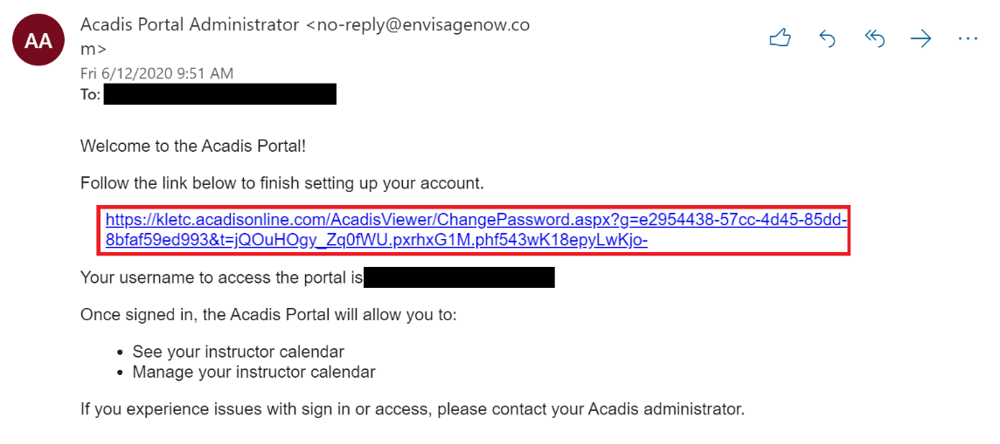 AA
Acadis Portal Administrator <no-reply@envisagenow.co
m>
Fri 6/12/2020 9:51 AM
To:
Welcome to the Acadis Portal!
Follow the link below to finish setting up your account.
https://kletc.acadisonline.com/AcadisViewer/ChangePassword.aspx?g=e2954438-57cc-4d45-85dd-
8bfaf59ed993&t=jQOuHOgy_Zq0fWU.pxrhxG1M.phf543wK18epyLwKjo-
Your username to access the portal is
Once signed in, the Acadis Portal will allow you to:
• See your instructor calendar
• Manage your instructor calendar
If you experience issues with sign in or access, please contact your Acadis administrator.